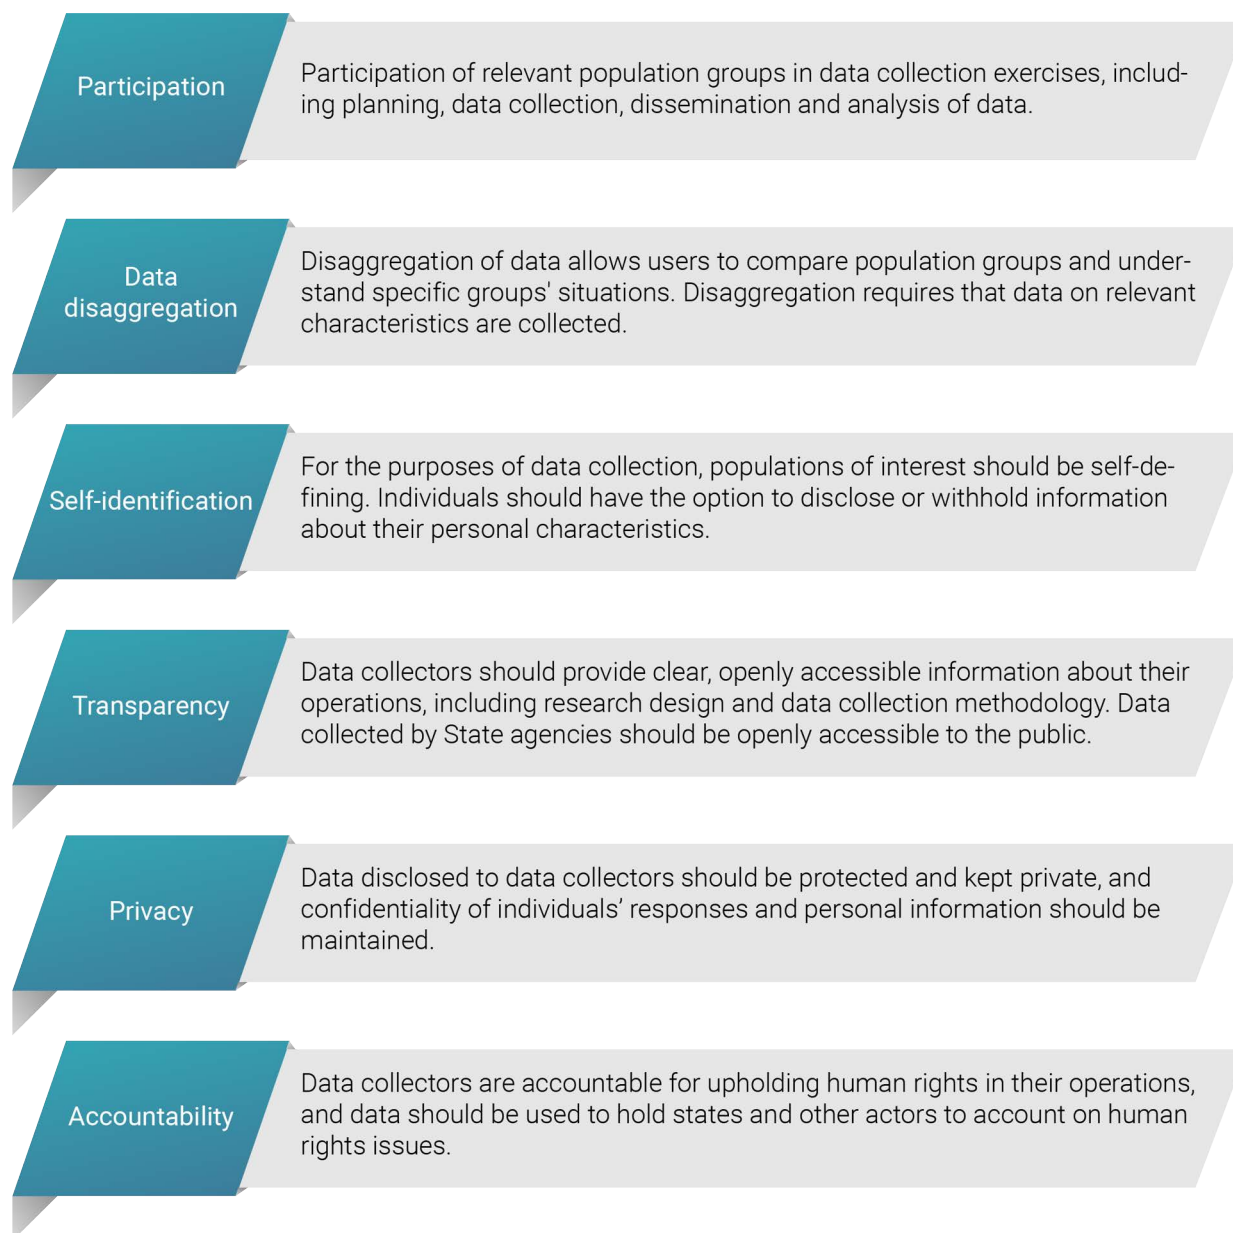 Participation
Participation of relevant population groups in data collection exercises, includ-
ing planning, data collection, dissemination and analysis of data.
Data
disaggregation
Disaggregation of data allows users to compare population groups and under-
stand specific groups' situations. Disaggregation requires that data on relevant
characteristics are collected.
Self-identification
For the purposes of data collection, populations of interest should be self-de-
fining. Individuals should have the option to disclose or withhold information
about their personal characteristics.
Transparency
Data collectors should provide clear, openly accessible information about their
operations, including research design and data collection methodology. Data
collected by State agencies should be openly accessible to the public.
Privacy
Data disclosed to data collectors should be protected and kept private, and
confidentiality of individuals’ responses and personal information should be
maintained.
Accountability
Data collectors are accountable for upholding human rights in their operations,
and data should be used to hold states and other actors to account on human
rights issues.